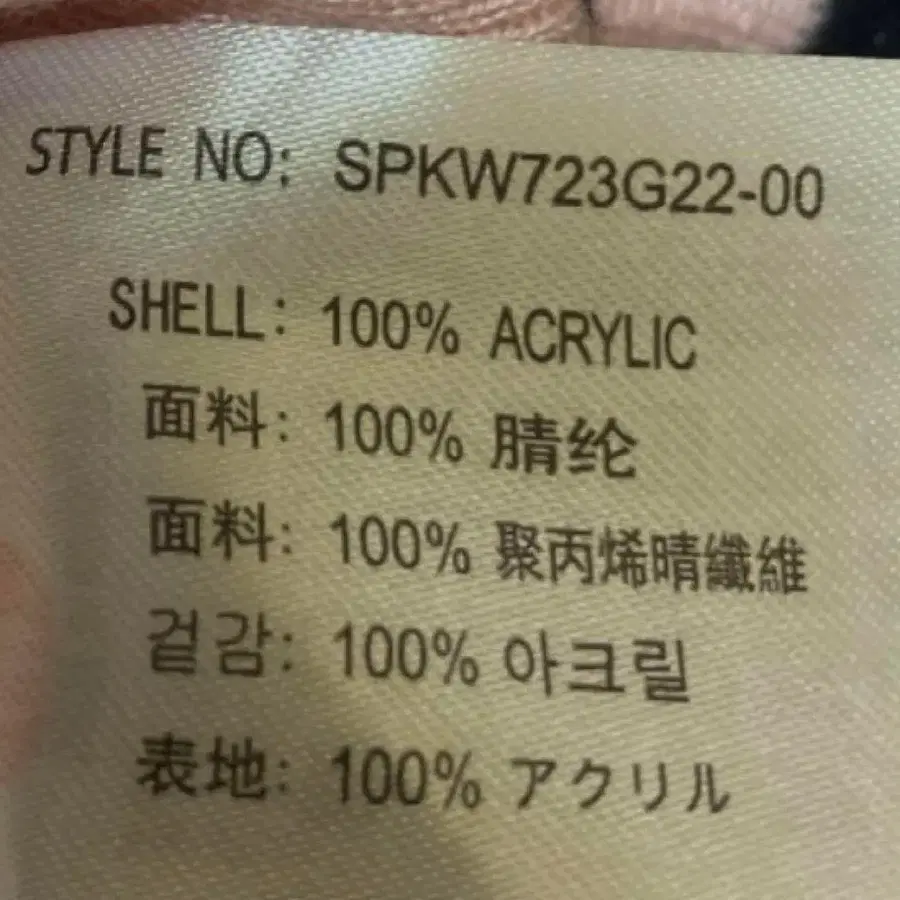 STYLE NO: SPKW723G22-00
SHELL: 100% ACRYLIC
面料: 100% 腈纶
面料: 100% 聚丙烯晴纖維
겉감: 100% 아크릴
表地: 100% アクリル